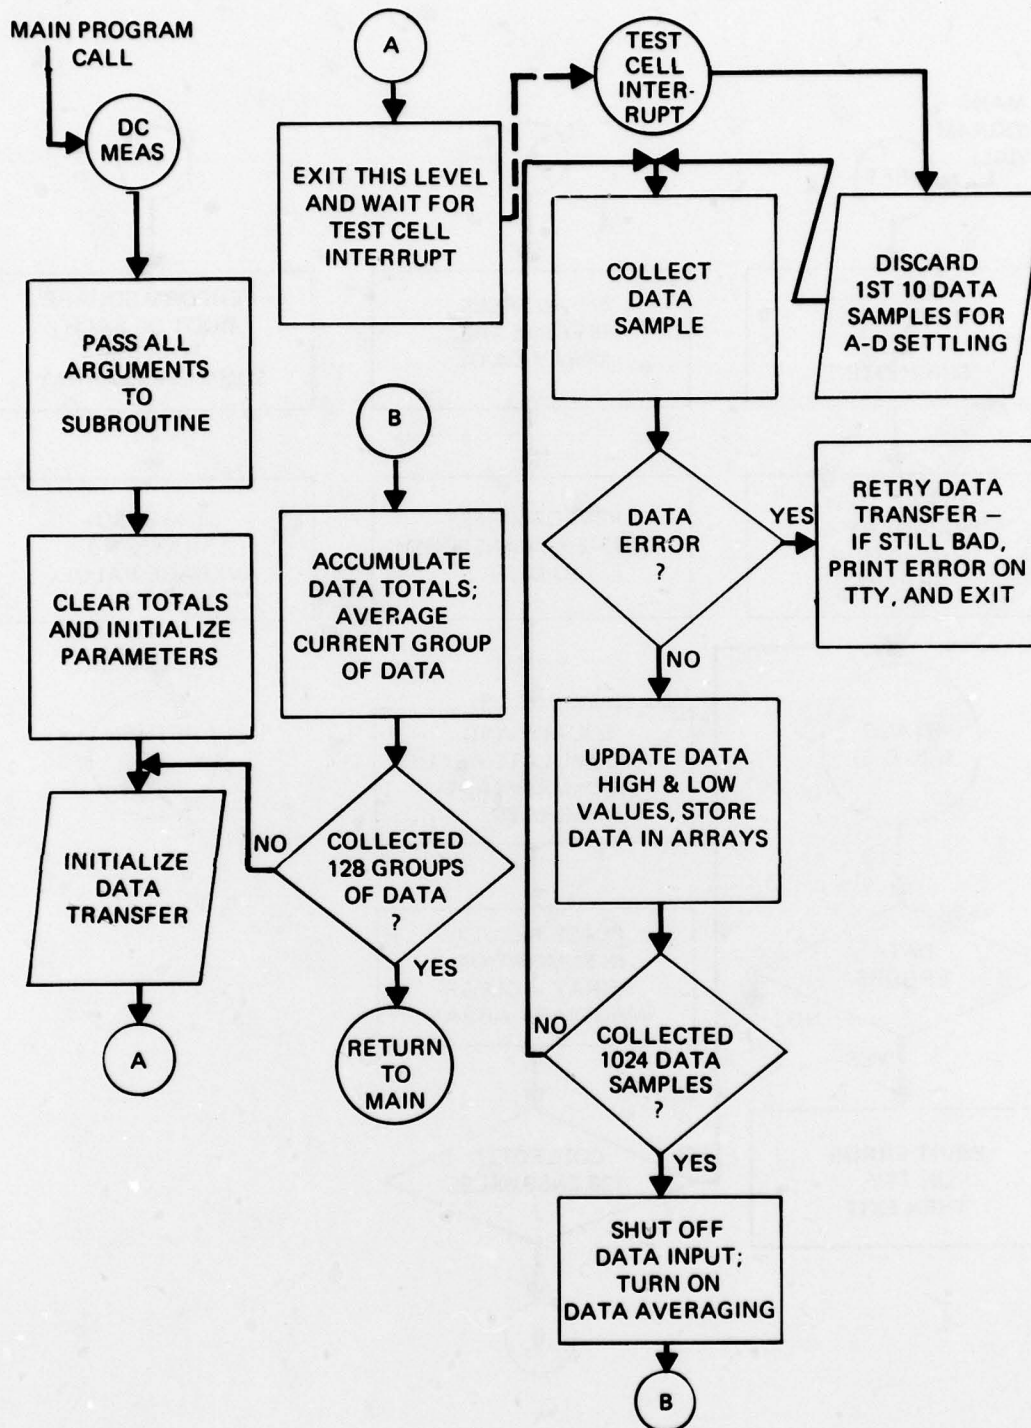 MAIN PROGRAM
CALL
DC
MEAS
PASS ALL
ARGUMENTS
TO
SUBROUTINE
CLEAR TOTALS
AND INITIALIZE
PARAMETERS
INITIALIZE
DATA
TRANSFER
A
A
EXIT THIS LEVEL
AND WAIT FOR
TEST CELL
INTERRUPT
B
ACCUMULATE
DATA TOTALS;
AVERAGE
CURRENT GROUP
OF DATA
NO
COLLECTED
128 GROUPS
OF DATA
?
YES
RETURN
TO
MAIN
TEST
CELL
INTER-
RUPT
DISCARD
1ST 10 DATA
SAMPLES FOR
A-D SETTLING
COLLECT
DATA
SAMPLE
DATA
ERROR
?
YES
RETRY DATA
TRANSFER –
IF STILL BAD,
PRINT ERROR ON
TTY, AND EXIT
NO
UPDATE DATA
HIGH & LOW
VALUES, STORE
DATA IN ARRAYS
NO
COLLECTED
1024 DATA
SAMPLES
?
YES
SHUT OFF
DATA INPUT;
TURN ON
DATA AVERAGING
B